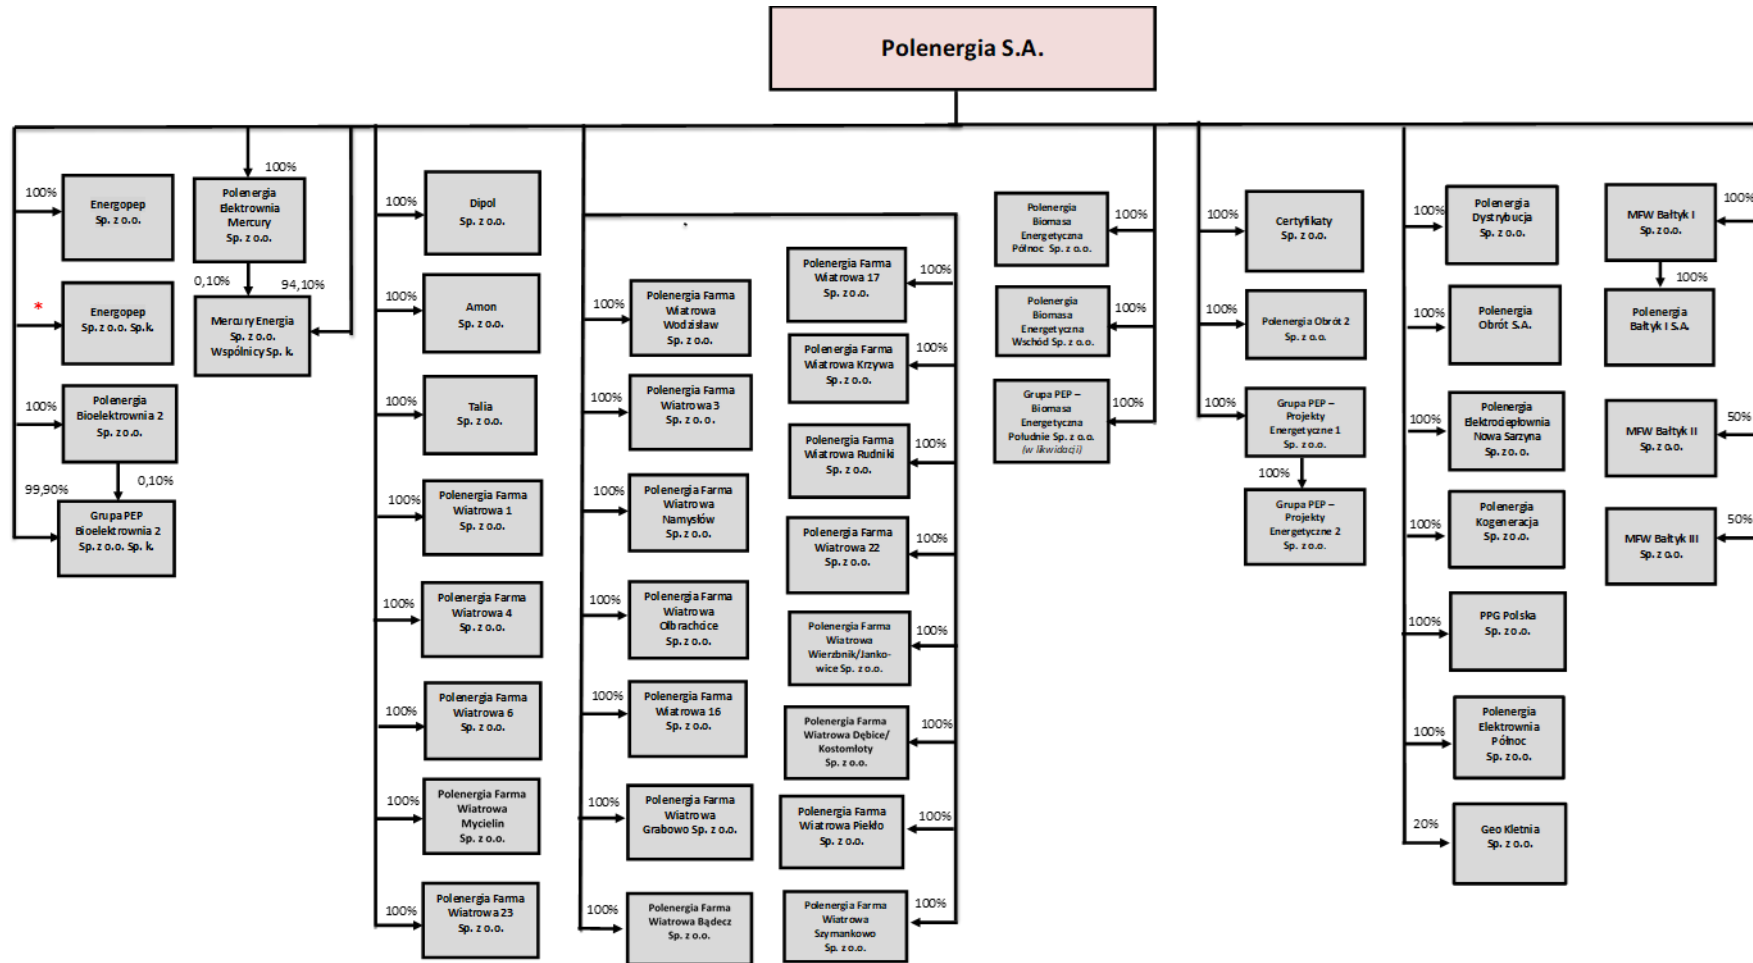 Polenergia S.A.
100%
Energopep
Sp. z o.o.
*
Energopep
Sp. z o.o. Sp.k.
100%
Polenergia
Bioelektrownia 2
Sp. z o.o.
99,90%
0,10%
Grupa PEP
Bioelektrownia 2
Sp. z o.o. Sp. k.
100%
Polenergia
Elektrownia
Mercury
Sp. z o.o.
0,10%
94,10%
Mercury Energia
Sp. z o.o.
Wspólnicy Sp. k.
100%
Dipol
Sp. z o.o.
100%
Amon
Sp. z o.o.
100%
Talia
Sp. z o.o.
100%
Polenergia Farma
Wiatrowa 1
Sp. z o.o.
100%
Polenergia Farma
Wiatrowa 4
Sp. z o.o.
100%
Polenergia Farma
Wiatrowa 6
Sp. z o.o.
100%
Polenergia Farma
Wiatrowa
Mycielin
Sp. z o.o.
100%
Polenergia Farma
Wiatrowa 23
Sp. z o.o.
100%
Polenergia Farma
Wiatrowa
Wodzisław
Sp. z o.o.
100%
Polenergia Farma
Wiatrowa 3
Sp. z o. o.
100%
Polenergia Farma
Wiatrowa
Namysłów
Sp. z o.o.
100%
Polenergia Farma
Wiatrowa
Olbrachcice
Sp. z o.o.
100%
Polenergia Farma
Wiatrowa 16
Sp. z o.o.
100%
Polenergia Farma
Wiatrowa
Grabowo Sp. z o.o.
100%
Polenergia Farma
Wiatrowa Bądecz
Sp. z o.o.
Polenergia Farma
Wiatrowa 17
Sp. z o.o.
100%
Polenergia Farma
Wiatrowa Krzywa
Sp. z o.o.
100%
Polenergia Farma
Wiatrowa Rudniki
Sp. z o.o.
100%
Polenergia Farma
Wiatrowa 22
Sp. z o.o.
100%
Polenergia Farma
Wiatrowa
Wierzbnik/Janko-
wice Sp. z o.o.
100%
Polenergia Farma
Wiatrowa Dębice/
Kostomłoty
Sp. z o.o.
100%
Polenergia Farma
Wiatrowa Piekło
Sp. z o.o.
100%
Polenergia Farma
Wiatrowa
Szymankowo
Sp. z o.o.
100%
Polenergia
Biomasa
Energetyczna
Północ Sp. z o.o.
100%
Polenergia
Biomasa
Energetyczna
Wschód Sp. z o.o.
100%
Grupa PEP –
Biomasa
Energetyczna
Południe Sp. z o.o.
(w likwidacji)
100%
100%
Certyfikaty
Sp. z o.o.
100%
Polenergia Obrót 2
Sp. z o.o.
100%
Grupa PEP –
Projekty
Energetyczne 1
Sp. z o.o.
100%
Grupa PEP –
Projekty
Energetyczne 2
Sp. z o.o.
100%
Polenergia
Dystrybucja
Sp. z o.o.
100%
Polenergia
Obrót S.A.
100%
Polenergia
Elektrociepłownia
Nowa Sarzyna
Sp. z o. o.
100%
Polenergia
Kogeneracja
Sp. z o.o.
100%
PPG Polska
Sp. z o.o.
100%
Polenergia
Elektrownia
Północ
Sp. z o.o.
20%
Geo Kletnia
Sp. z o.o.
MFW Bałtyk I
Sp. z o.o.
100%
100%
Polenergia
Bałtyk I S.A.
MFW Bałtyk II
Sp. z o.o.
50%
MFW Bałtyk III
Sp. z o.o.
50%